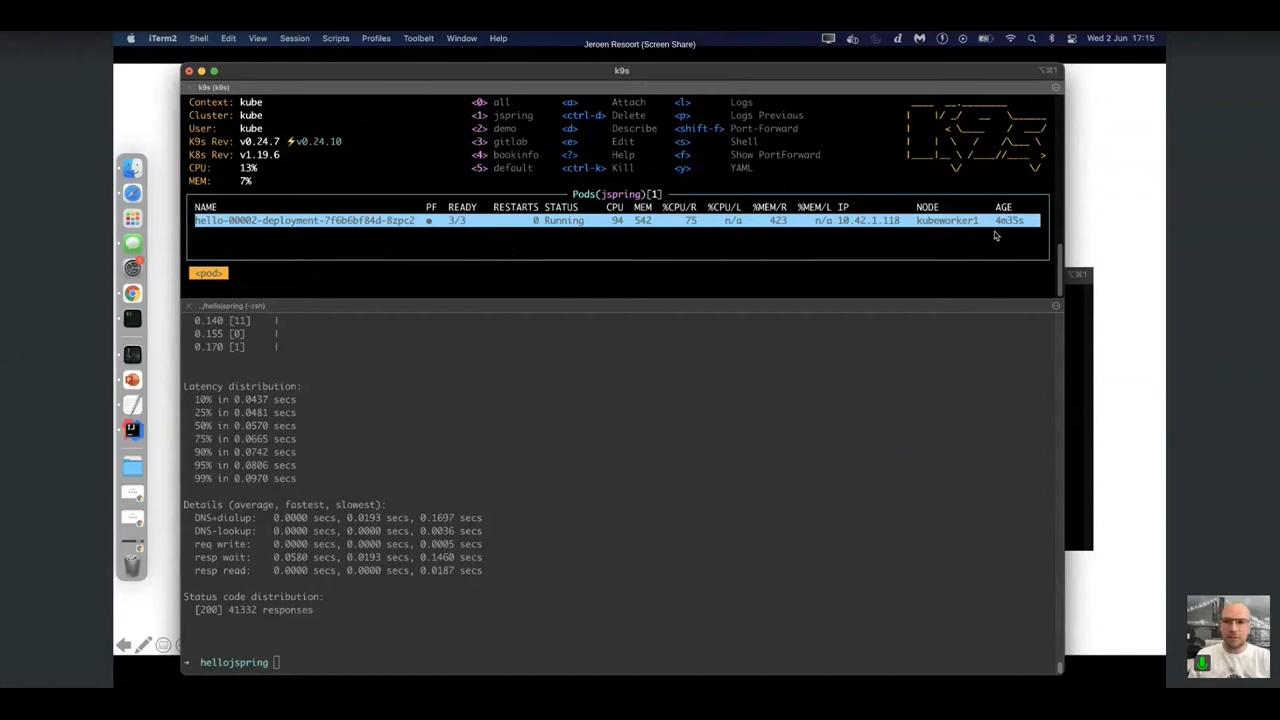 iTerm2 Shell Edit View Session Scripts Profiles Toolbelt Window Help Wed 2 Jun 17:15
Jeroen Resoort (Screen Share)
k9s ⌥⌘1
k9s (k9s)
Context: kube <0> all <a> Attach <l> Logs
Cluster: kube <1> jspring <ctrl-d> Delete <p> Logs Previous
User: kube <2> demo <d> Describe <shift-f> Port-Forward
K9s Rev: v0.24.7 ⚡v0.24.10 <3> gitlab <e> Edit <s> Shell
K8s Rev: v1.19.6 <4> bookinfo <?> Help <f> Show PortForward
CPU: 13% <5> default <ctrl-k> Kill <y> YAML
MEM: 7%
Pods(jspring)[1]
NAME PF READY RESTARTS STATUS CPU MEM %CPU/R %CPU/L %MEM/R %MEM/L IP NODE AGE
hello-00002-deployment-7f6b6bf84d-8zpc2 ● 3/3 0 Running 94 542 75 n/a 423 n/a 10.42.1.118 kubeworker1 4m35s
<pod>
⌥⌘1
../hellojspring (-zsh)
0.140 [11] |
0.155 [0] |
0.170 [1] |
Latency distribution:
10% in 0.0437 secs
25% in 0.0481 secs
50% in 0.0570 secs
75% in 0.0665 secs
90% in 0.0742 secs
95% in 0.0806 secs
99% in 0.0970 secs
Details (average, fastest, slowest):
DNS+dialup: 0.0000 secs, 0.0193 secs, 0.1697 secs
DNS-lookup: 0.0000 secs, 0.0000 secs, 0.0036 secs
req write: 0.0000 secs, 0.0000 secs, 0.0005 secs
resp wait: 0.0580 secs, 0.0193 secs, 0.1460 secs
resp read: 0.0000 secs, 0.0000 secs, 0.0187 secs
Status code distribution:
[200] 41332 responses
→ hellojspring